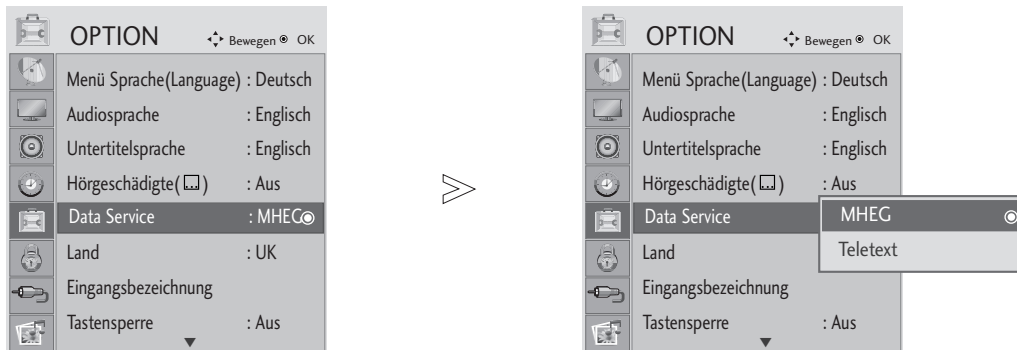 OPTION Bewegen OK
Menü Sprache(Language) : Deutsch
Audiosprache : Englisch
Untertitelsprache : Englisch
Hörgeschädigte( ) : Aus
Data Service : MHEG
Land : UK
Eingangsbezeichnung
Tastensperre : Aus
OPTION Bewegen OK
Menü Sprache(Language) : Deutsch
Audiosprache : Englisch
Untertitelsprache : Englisch
Hörgeschädigte( ) : Aus
Data Service
MHEG
Teletext
Land
Eingangsbezeichnung
Tastensperre : Aus